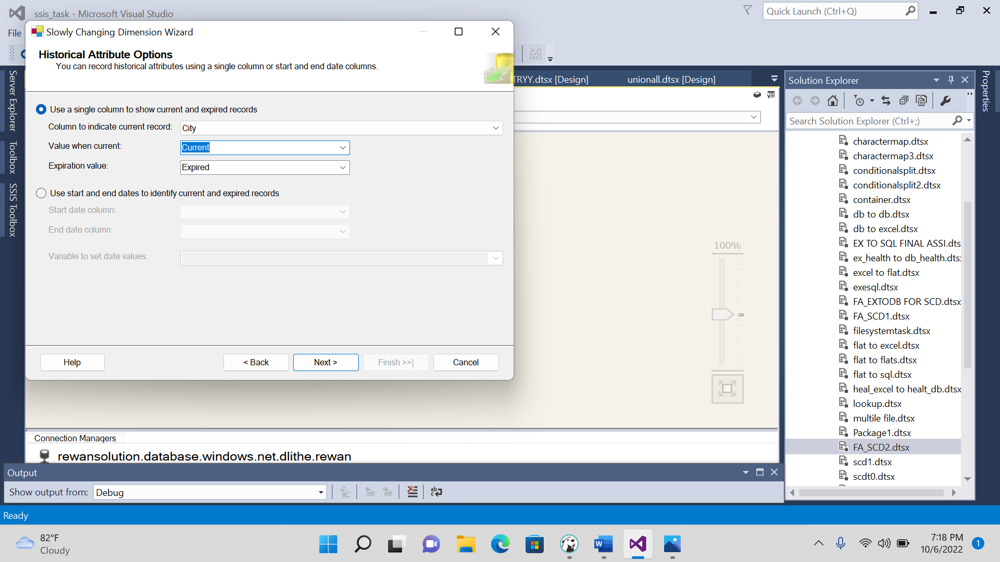 ssis_task - Microsoft Visual Studio
Quick Launch (Ctrl+Q)
File
Slowly Changing Dimension Wizard
Historical Attribute Options
You can record historical attributes using a single column or start and end date columns.
Use a single column to show current and expired records
Column to indicate current record: City
Value when current: Current
Expiration value: Expired
Use start and end dates to identify current and expired records
Start date column:
End date column:
Variable to set date values:
Help
< Back
Next >
Finish >>|
Cancel
Server Explorer
Toolbox
SSIS Toolbox
TRYY.dtsx [Design]
unionall.dtsx [Design]
100%
Connection Managers
rewansolution.database.windows.net.dlithe.rewan
Solution Explorer
Search Solution Explorer (Ctrl+;)
charactermap.dtsx
charactermap3.dtsx
conditionalsplit.dtsx
conditionalsplit2.dtsx
container.dtsx
db to db.dtsx
db to excel.dtsx
EX TO SQL FINAL ASSI.dts
ex_health to db_health.dts
excel to flat.dtsx
exesql.dtsx
FA_EXTODB FOR SCD.dtsx
FA_SCD1.dtsx
filesystemtask.dtsx
flat to excel.dtsx
flat to flats.dtsx
flat to sql.dtsx
heal_excel to healt_db.dtsx
lookup.dtsx
multile file.dtsx
Package1.dtsx
FA_SCD2.dtsx
scd1.dtsx
scdt0.dtsx
Properties
Output
Show output from: Debug
Ready
82°F
Cloudy
7:18 PM
10/6/2022
1